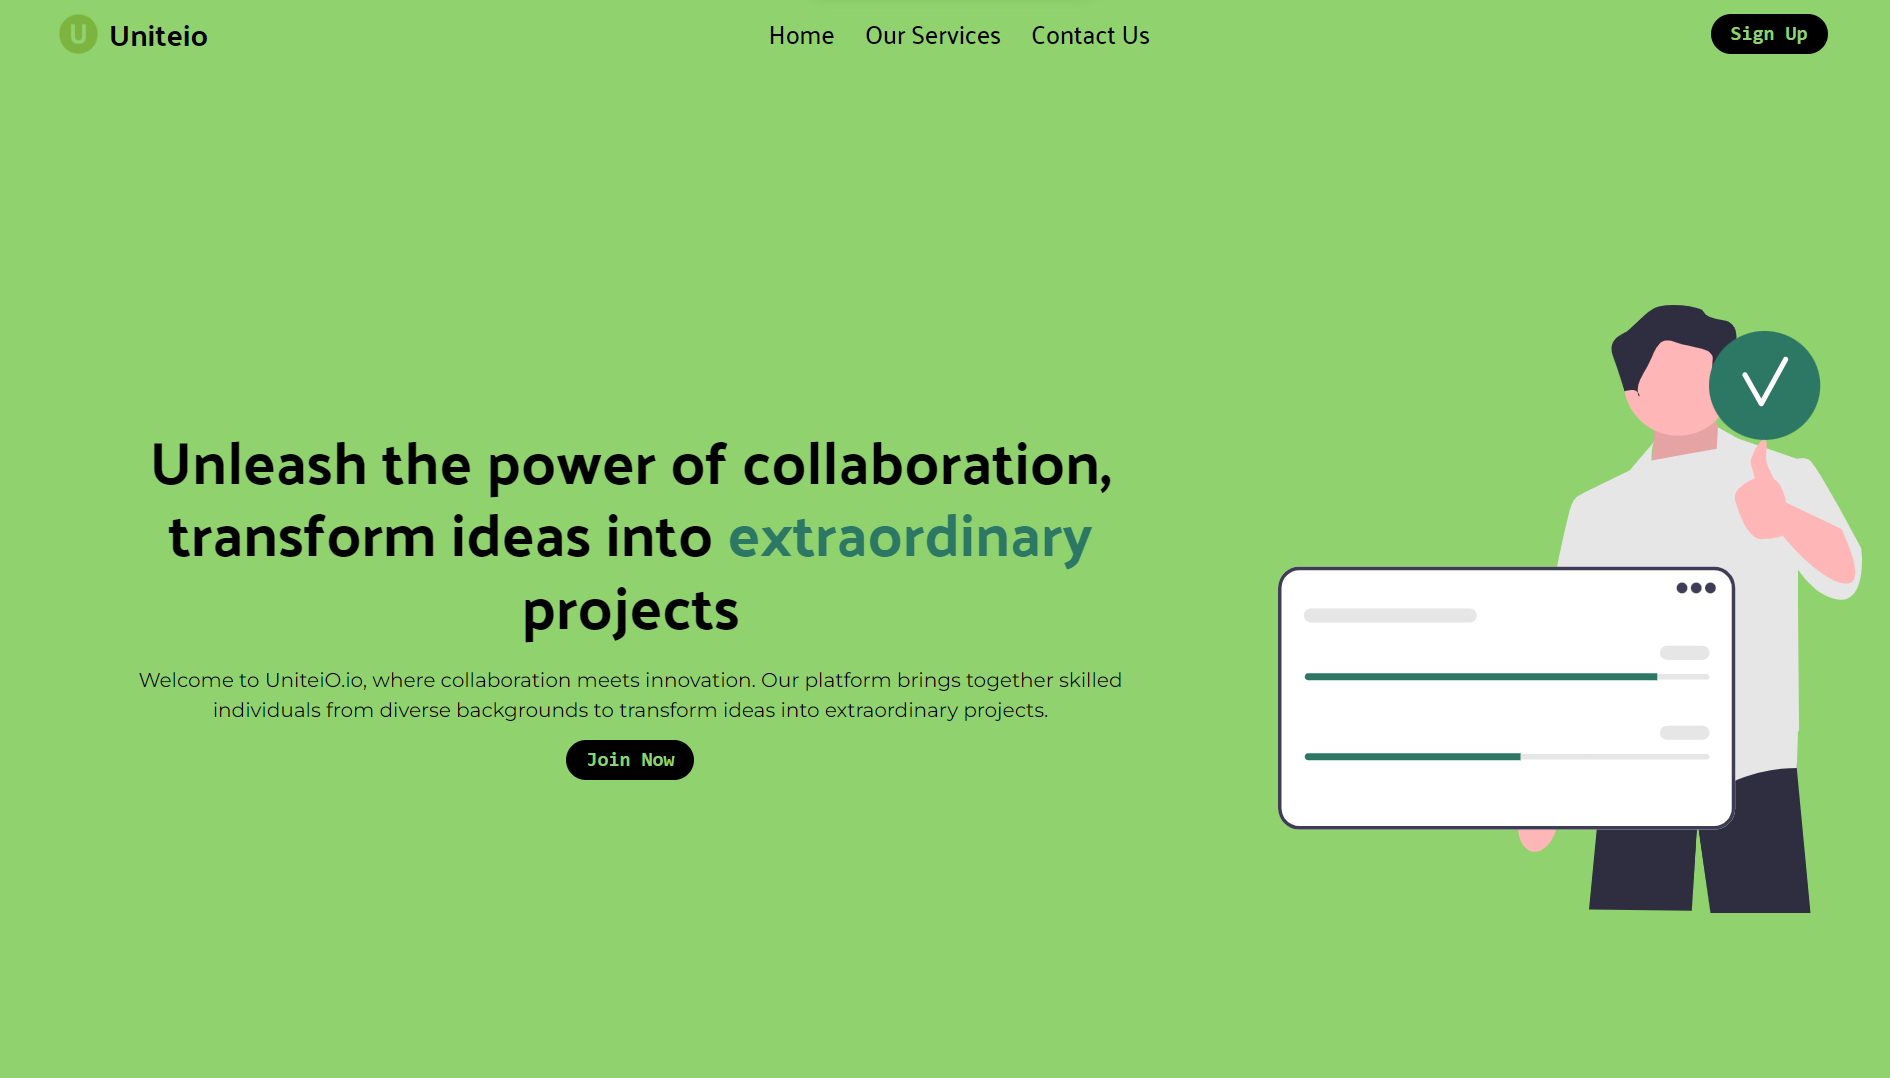 U Uniteio
Home Our Services Contact Us
Sign Up
Unleash the power of collaboration,
transform ideas into extraordinary
projects
Welcome to UniteiO.io, where collaboration meets innovation. Our platform brings together skilled
individuals from diverse backgrounds to transform ideas into extraordinary projects.
Join Now